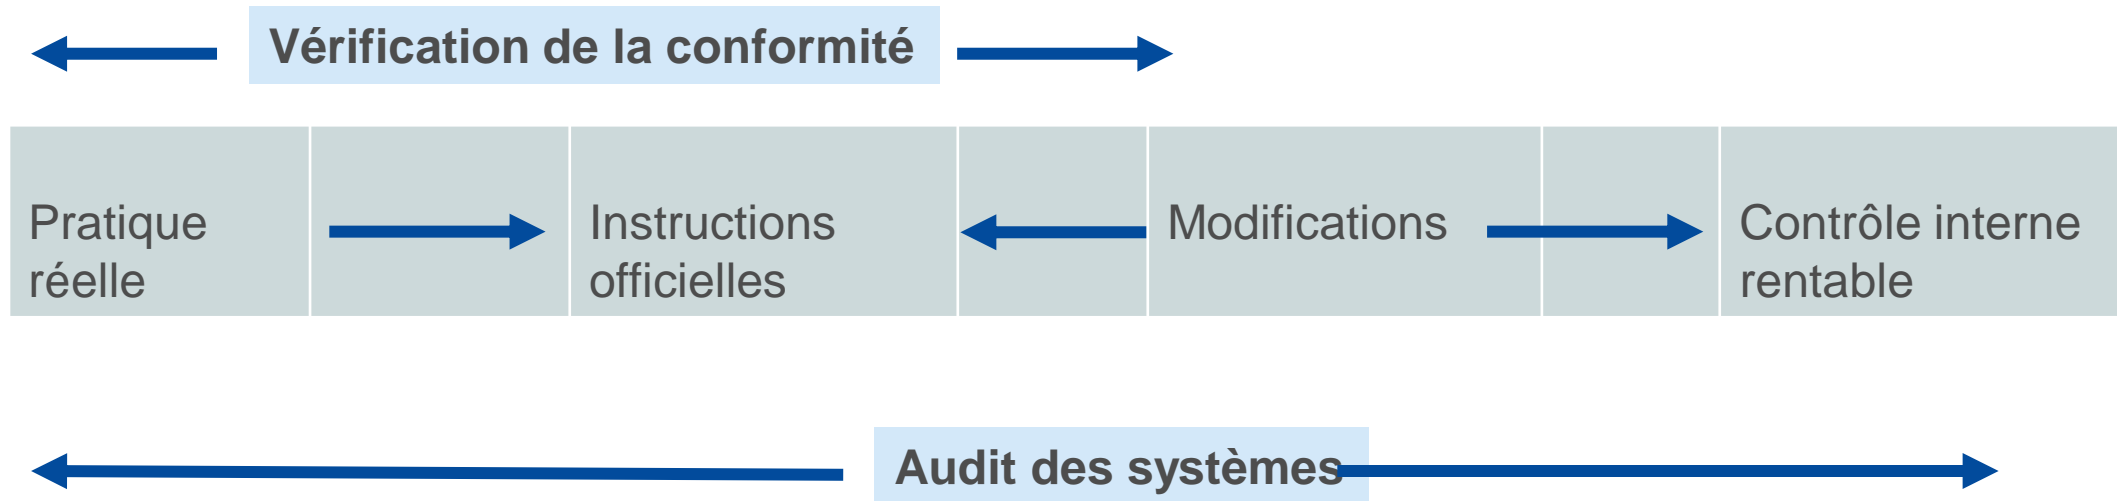 Vérification de la conformité
Pratique
réelle
Instructions
officielles
Modifications
Contrôle interne
rentable
Audit des systèmes